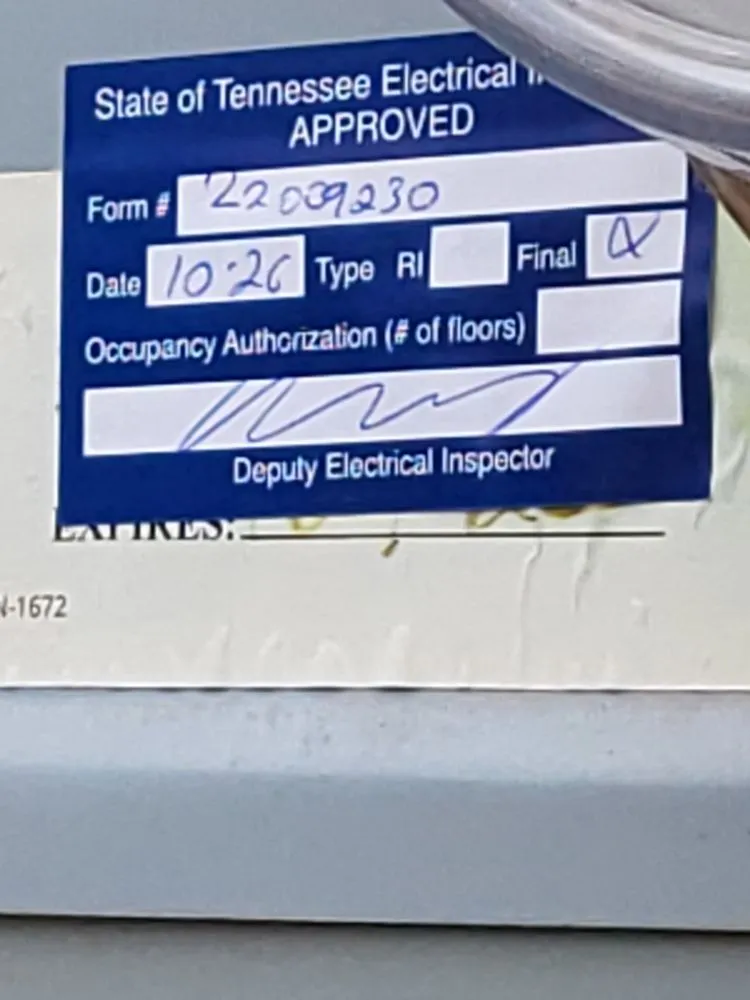 State of Tennessee Electrical
APPROVED
Form # 22009230
Date 10·26 Type RI Final
Occupancy Authorization (# of floors)
Deputy Electrical Inspector
EXPIRES:
-1672